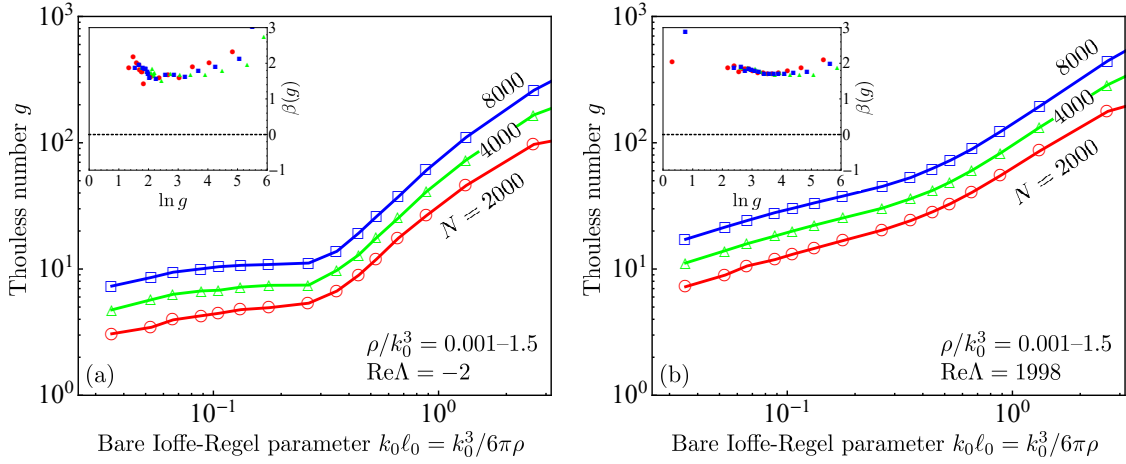 10³
10²
10¹
10⁰
Thouless number g
3
2
1
0
−1
β(g)
0 1 2 3 4 5 6
ln g
8000
4000
N = 2000
ρ/k₀³ = 0.001–1.5
ReΛ = −2
(a)
10⁻¹ 10⁰
Bare Ioffe-Regel parameter k₀ℓ₀ = k₀³/6πρ
10³
10²
10¹
10⁰
Thouless number g
3
2
1
0
−1
β(g)
0 1 2 3 4 5 6
ln g
8000
4000
N = 2000
ρ/k₀³ = 0.001–1.5
ReΛ = 1998
(b)
10⁻¹ 10⁰
Bare Ioffe-Regel parameter k₀ℓ₀ = k₀³/6πρ